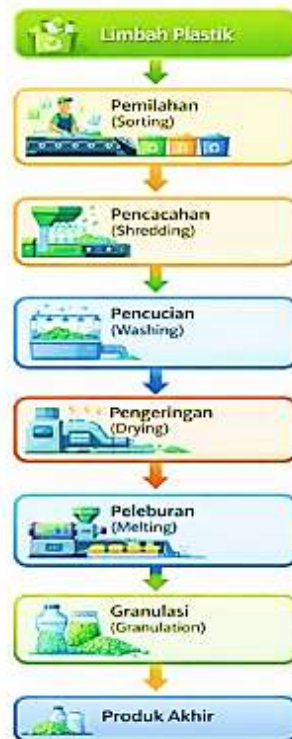 Limbah Plastik
Pemilahan
(Sorting)
Pencacahan
(Shredding)
Pencucian
(Washing)
Pengeringan
(Drying)
Peleburan
(Melting)
Granulasi
(Granulation)
Produk Akhir